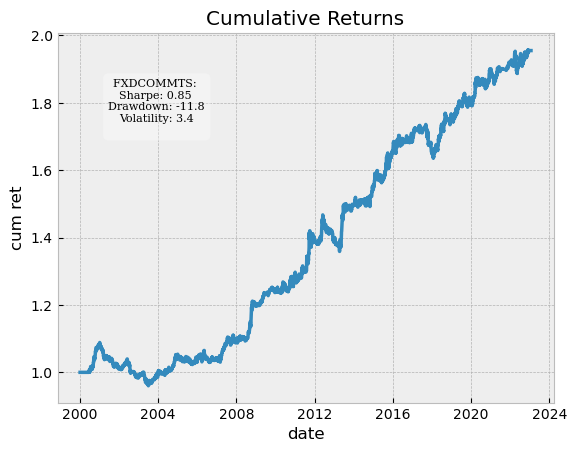 Cumulative Returns
2.0
FXDCOMMTS:
Sharpe: 0.85
Drawdown: -11.8
Volatility: 3.4
1.8
1.6
cum ret
1.4
1.2
1.0
2000 2004 2008 2012 2016 2020 2024
date